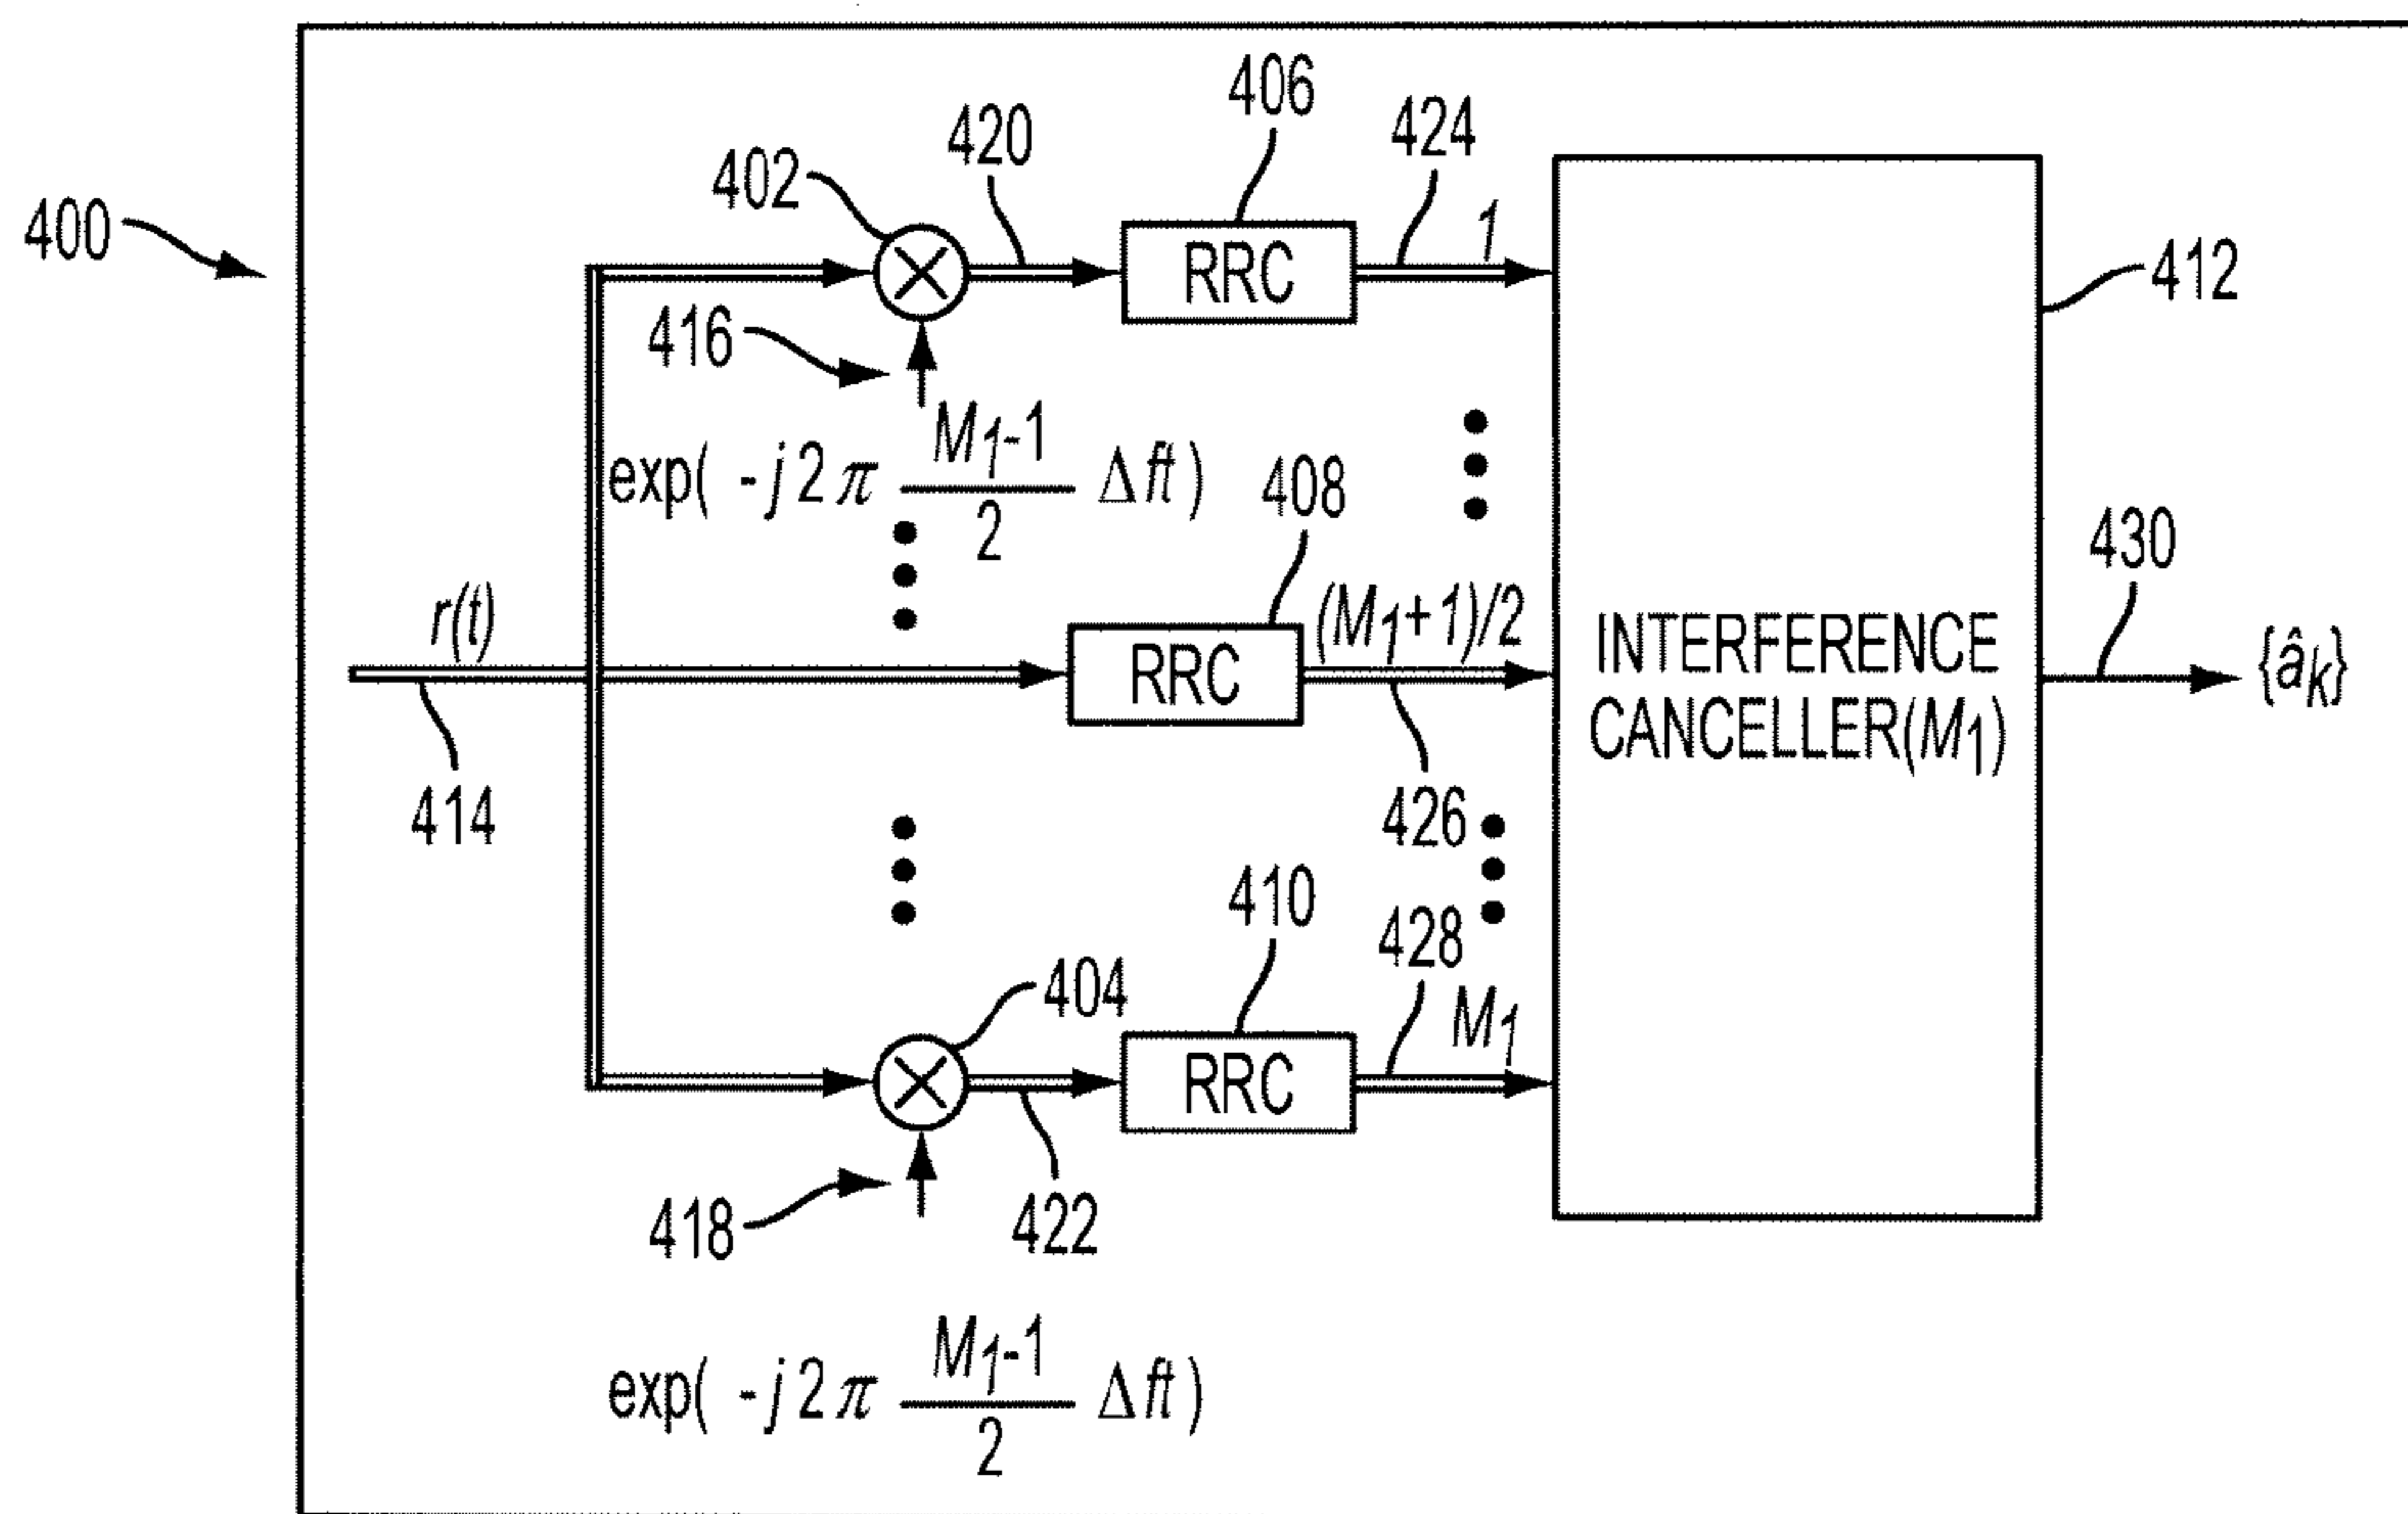 406
420
424
402
1
400
RRC
412
416
exp( -j2π (M₁-1)/2 Δft )
408
430
r(t)
(M₁+1)/2
RRC
INTERFERENCE
CANCELLER(M₁)
{âₖ}
414
426
410
428
404
M₁
RRC
418
422
exp( -j2π (M₁-1)/2 Δft )